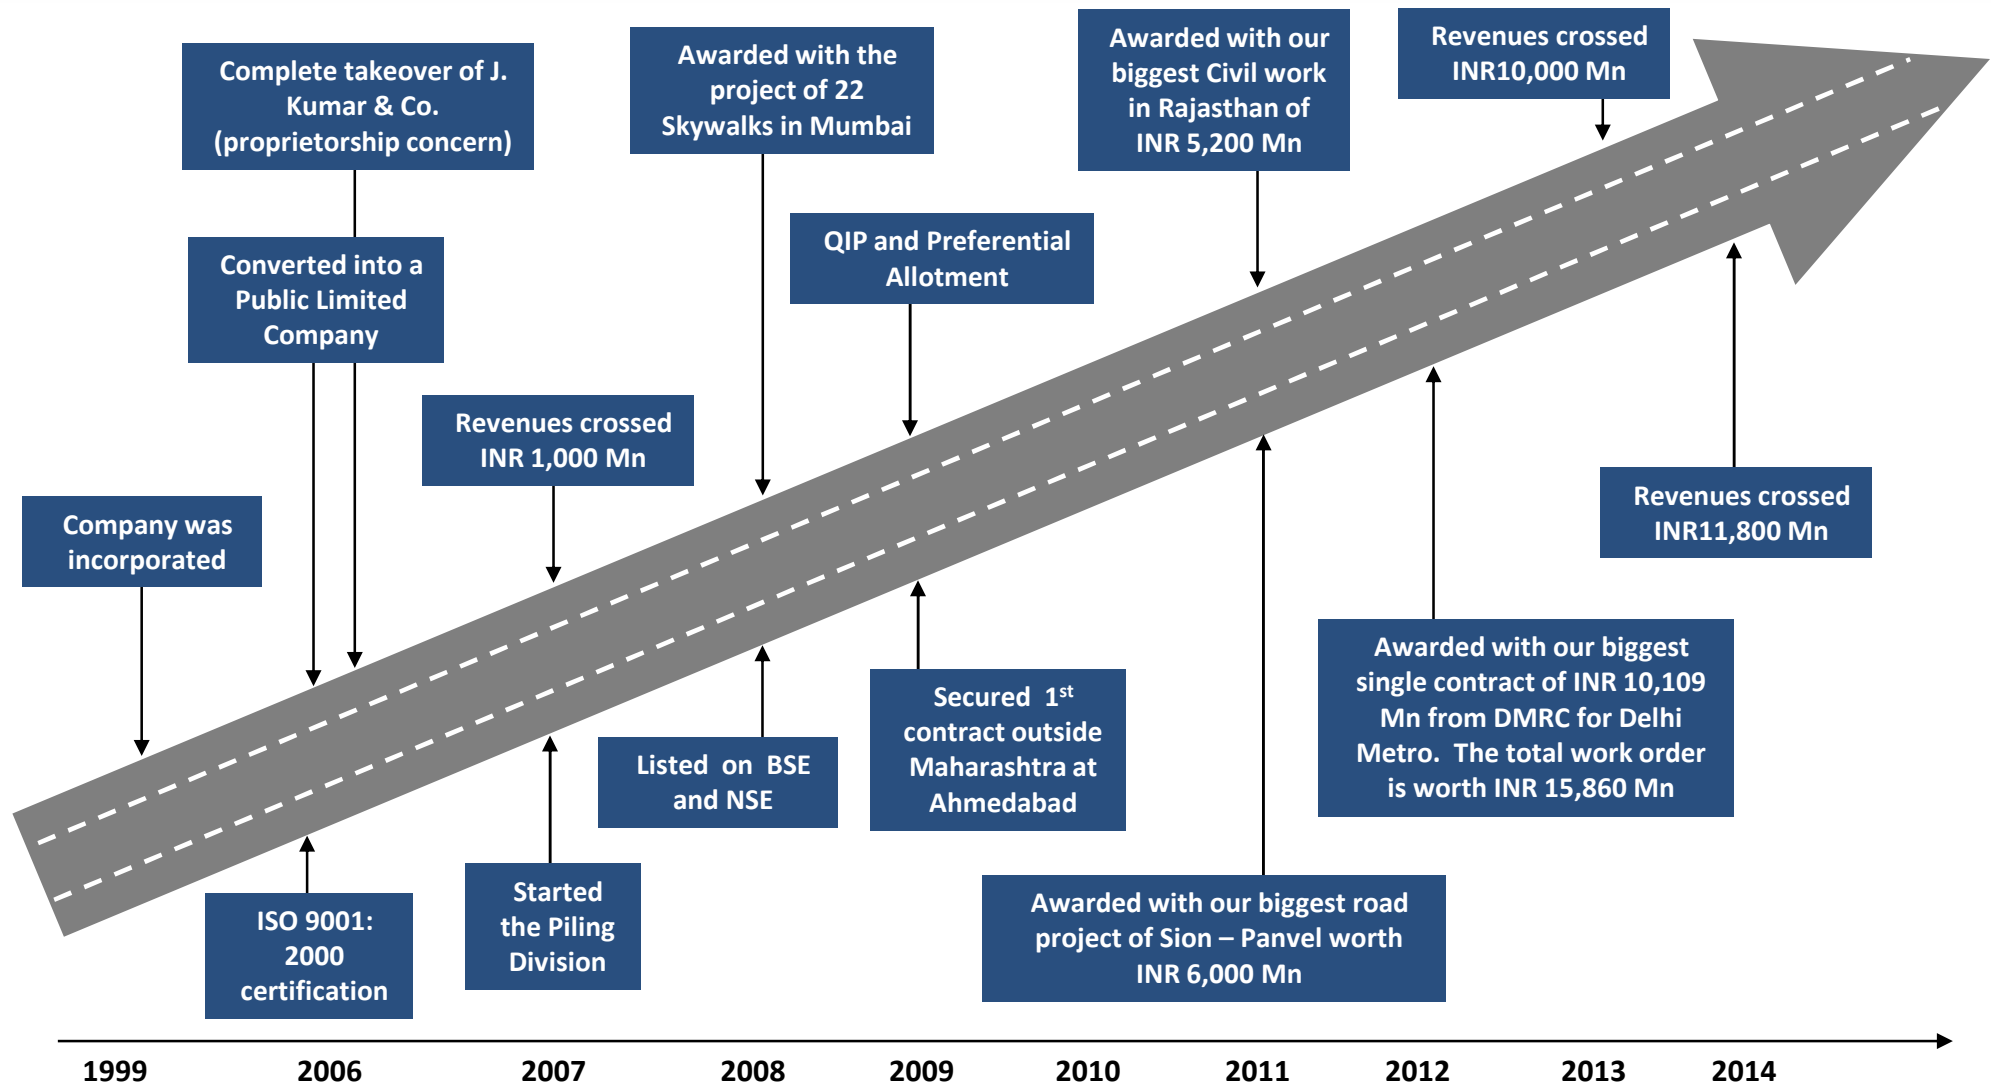 Complete takeover of J.
Kumar & Co.
(proprietorship concern)
Awarded with the
project of 22
Skywalks in Mumbai
Awarded with our
biggest Civil work
in Rajasthan of
INR 5,200 Mn
Revenues crossed
INR10,000 Mn
Converted into a
Public Limited
Company
QIP and Preferential
Allotment
Revenues crossed
INR 1,000 Mn
Company was
incorporated
Revenues crossed
INR11,800 Mn
Awarded with our biggest
single contract of INR 10,109
Mn from DMRC for Delhi
Metro. The total work order
is worth INR 15,860 Mn
Secured 1st
contract outside
Maharashtra at
Ahmedabad
Listed on BSE
and NSE
Started
the Piling
Division
ISO 9001:
2000
certification
Awarded with our biggest road
project of Sion – Panvel worth
INR 6,000 Mn
1999 2006 2007 2008 2009 2010 2011 2012 2013 2014